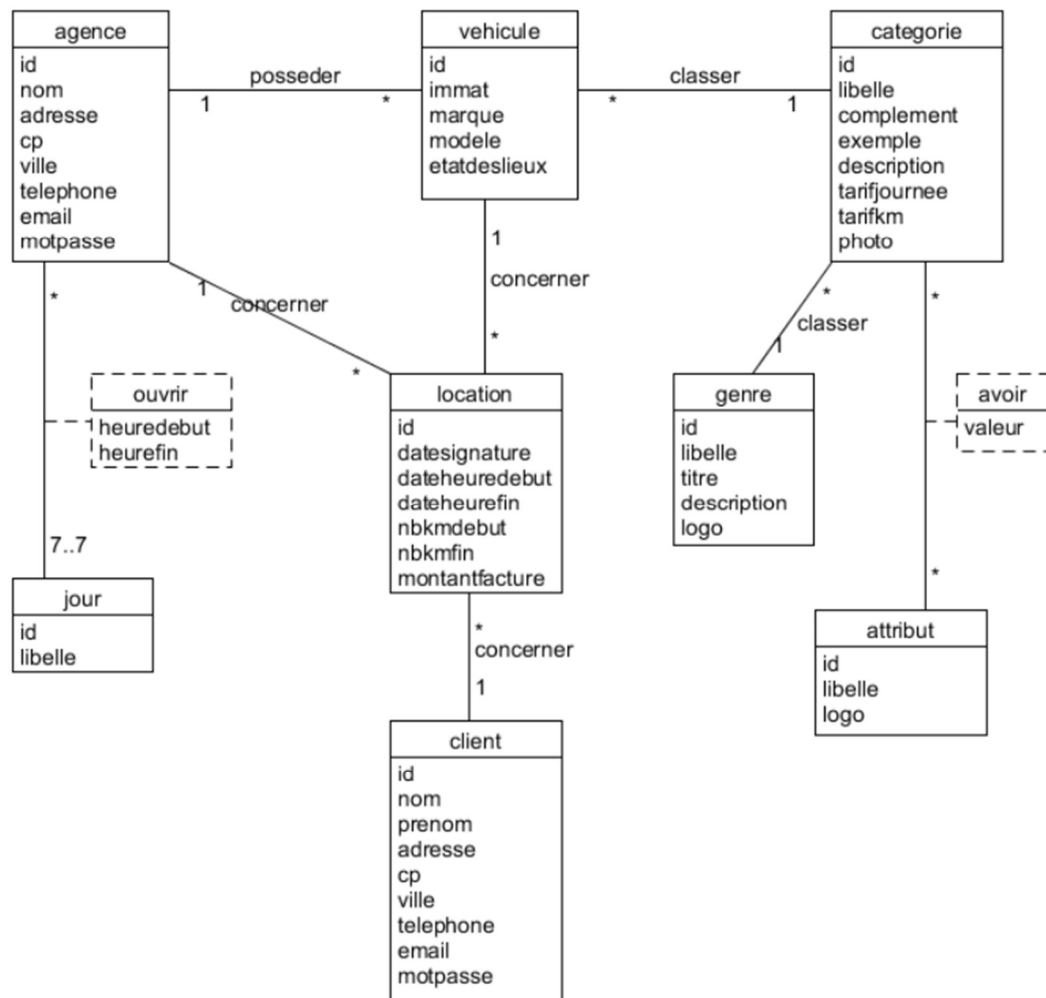 agence
id
nom
adresse
cp
ville
telephone
email
motpasse
posseder
1
*
vehicule
id
immat
marque
modele
etatdeslieux
classer
*
1
categorie
id
libelle
complement
exemple
description
tarifjournee
tarifkm
photo
1
concerner
*
1
concerner
*
*
classer
1
*
ouvrir
heuredebut
heurefin
*
7..7
jour
id
libelle
location
id
datesignature
dateheuredebut
dateheurefin
nbkmdebut
nbkmfin
montantfacture
genre
id
libelle
titre
description
logo
avoir
valeur
*
attribut
id
libelle
logo
*
concerner
1
client
id
nom
prenom
adresse
cp
ville
telephone
email
motpasse